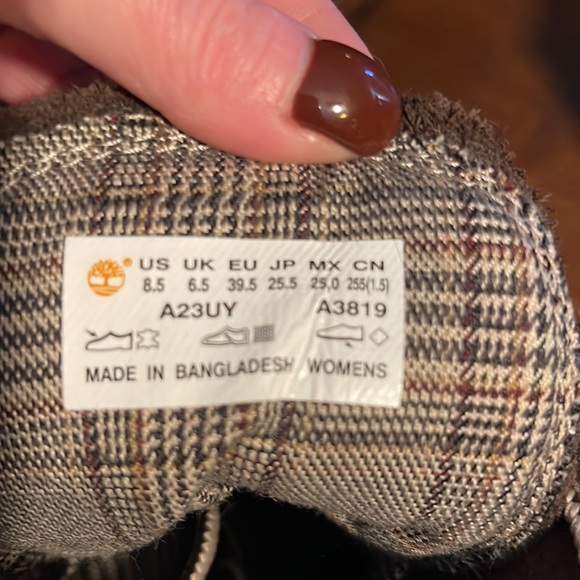 US UK EU JP MX CN
8.5 6.5 39.5 25.5 25.0 255(1.5)
A23UY A3819
MADE IN BANGLADESH WOMENS